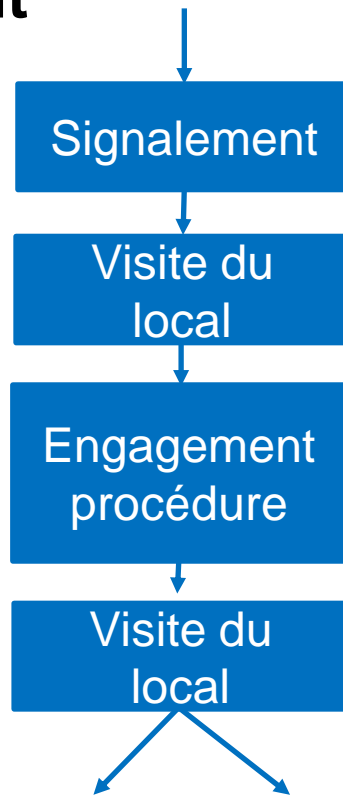 Signalement
Visite du
local
Engagement
procédure
Visite du
local